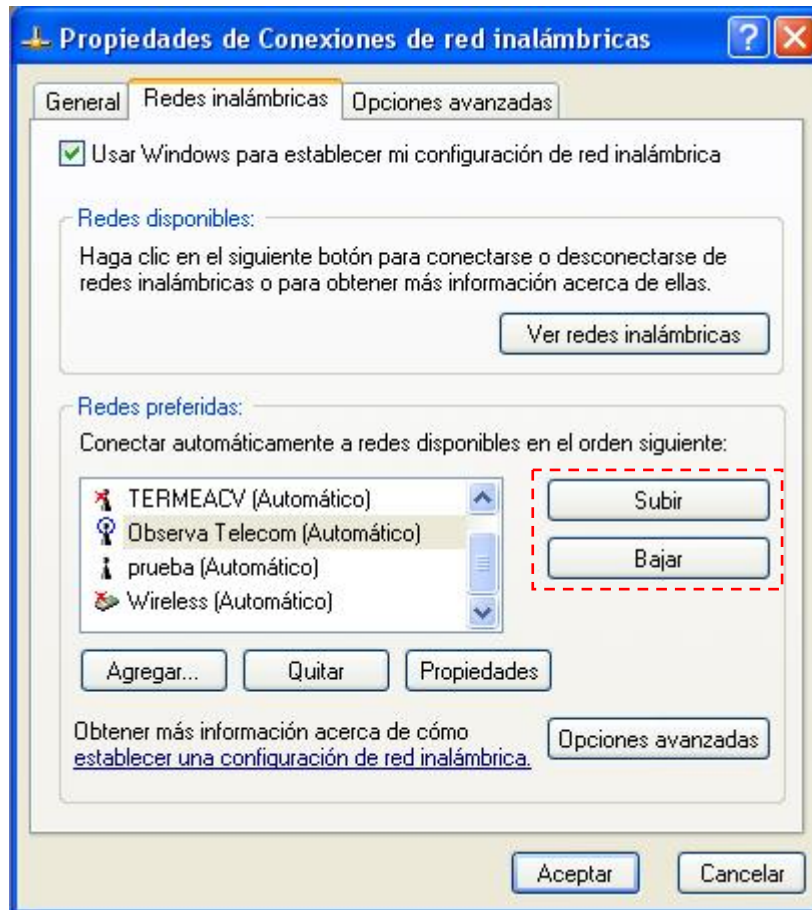 Propiedades de Conexiones de red inalámbricas
General
Redes inalámbricas
Opciones avanzadas
Usar Windows para establecer mi configuración de red inalámbrica
Redes disponibles:
Haga clic en el siguiente botón para conectarse o desconectarse de
redes inalámbricas o para obtener más información acerca de ellas.
Ver redes inalámbricas
Redes preferidas:
Conectar automáticamente a redes disponibles en el orden siguiente:
TERMEACV (Automático)
Observa Telecom (Automático)
prueba (Automático)
Wireless (Automático)
Subir
Bajar
Agregar...
Quitar
Propiedades
Obtener más información acerca de cómo
establecer una configuración de red inalámbrica.
Opciones avanzadas
Aceptar
Cancelar